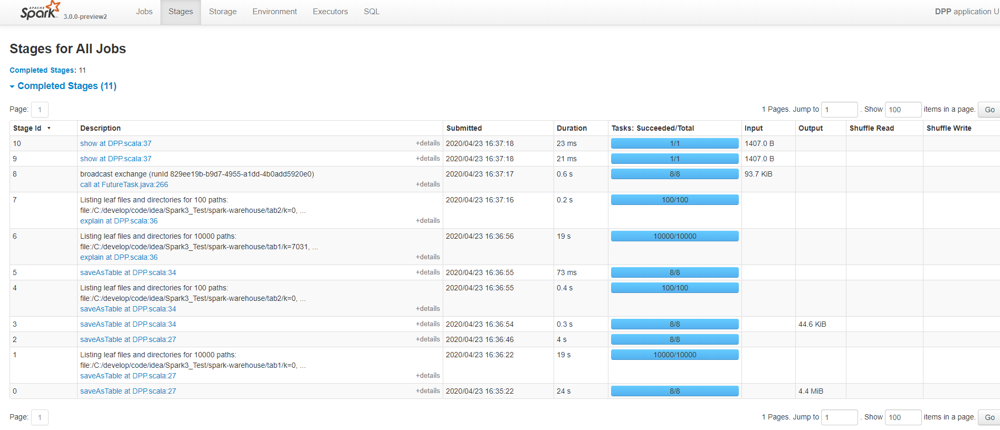 APACHE
Spark 3.0.0-preview2 Jobs Stages Storage Environment Executors SQL DPP application U
Stages for All Jobs
Completed Stages: 11
Completed Stages (11)
Page: 1 1 Pages. Jump to 1 . Show 100 items in a page. Go
Stage Id Description Submitted Duration Tasks: Succeeded/Total Input Output Shuffle Read Shuffle Write
10 show at DPP.scala:37 +details 2020/04/23 16:37:18 23 ms 1/1 1407.0 B
9 show at DPP.scala:37 +details 2020/04/23 16:37:18 21 ms 1/1 1407.0 B
8 broadcast exchange (runId 829ee19b-b9d7-4955-a1dd-4b0add5920e0) 2020/04/23 16:37:17 0.6 s 8/8 93.7 KiB
call at FutureTask.java:266 +details
7 Listing leaf files and directories for 100 paths: 2020/04/23 16:37:16 0.2 s 100/100
file:/C:/develop/code/idea/Spark3_Test/spark-warehouse/tab2/k=0, ...
explain at DPP.scala:36 +details
6 Listing leaf files and directories for 10000 paths: 2020/04/23 16:36:56 19 s 10000/10000
file:/C:/develop/code/idea/Spark3_Test/spark-warehouse/tab1/k=7031, ...
explain at DPP.scala:36 +details
5 saveAsTable at DPP.scala:34 +details 2020/04/23 16:36:55 73 ms 8/8
4 Listing leaf files and directories for 100 paths: 2020/04/23 16:36:55 0.4 s 100/100
file:/C:/develop/code/idea/Spark3_Test/spark-warehouse/tab2/k=0, ...
saveAsTable at DPP.scala:34 +details
3 saveAsTable at DPP.scala:34 +details 2020/04/23 16:36:54 0.3 s 8/8 44.6 KiB
2 saveAsTable at DPP.scala:27 +details 2020/04/23 16:36:46 4 s 8/8
1 Listing leaf files and directories for 10000 paths: 2020/04/23 16:36:22 19 s 10000/10000
file:/C:/develop/code/idea/Spark3_Test/spark-warehouse/tab1/k=0, ...
saveAsTable at DPP.scala:27 +details
0 saveAsTable at DPP.scala:27 +details 2020/04/23 16:35:22 24 s 8/8 4.4 MiB
Page: 1 1 Pages. Jump to 1 . Show 100 items in a page. Go